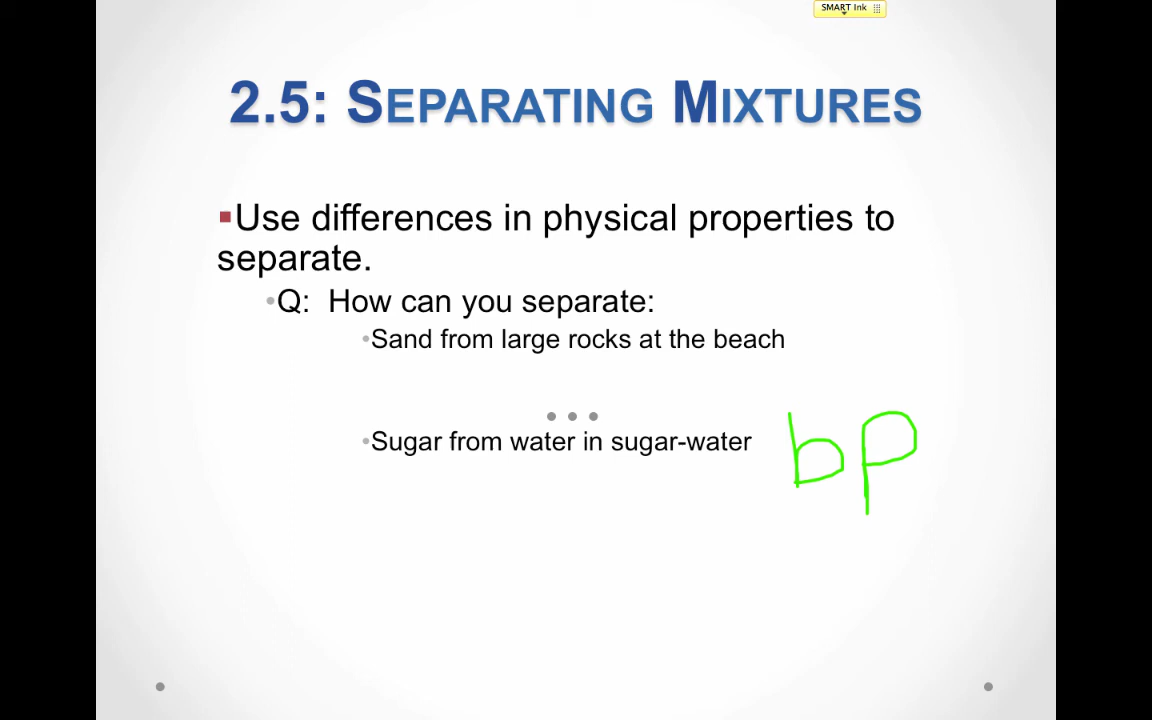 SMART Ink
2.5: SEPARATING MIXTURES
▪Use differences in physical properties to
separate.
•Q: How can you separate:
•Sand from large rocks at the beach
•Sugar from water in sugar-water
bp